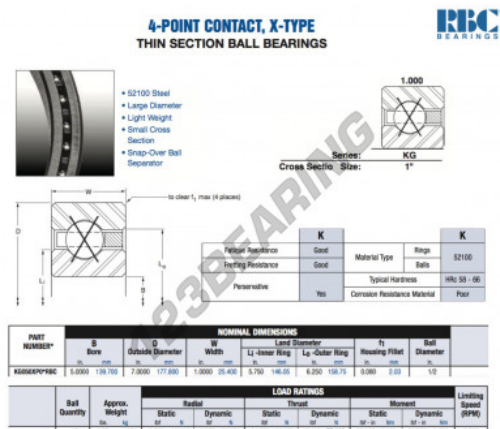 4-POINT CONTACT, X-TYPE
THIN SECTION BALL BEARINGS
RBC
BEARINGS
• 52100 Steel
• Large Diameter
• Light Weight
• Small Cross
Section
• Snap-Over Ball
Separator
1.000
Series: KG
Cross Sectio Size: 1"
W
to clear f1 max (4 places)
D
Li
Lo
B
123BEARING
K K
Fatigue Resistance Good Material Type Rings 52100
Fretting Resistance Good Balls
Perservative Yes Typical Hardness HRc 58 - 66
Corrosion Resistance Material Poor
NOMINAL DIMENSIONS
PART NUMBER* B Bore D Outside Diameter W Width Land Diameter f1 Housing Fillet Ball Diameter
Li -Inner Ring Lo -Outer Ring
in. mm in. mm in. mm in. mm in. mm in. mm in.
KG050XP0*RBC 5.0000 139.700 7.0000 177.800 1.0000 25.400 5.750 146.05 6.250 158.75 0.080 2.03 1/2
LOAD RATINGS
Ball Quantity Approx. Weight Radial Thrust Moment Limiting Speed (RPM)
Static Dynamic Static Dynamic Static Dynamic
lbs. kg lbf N lbf N lbf N lbf N lbf - in Nm lbf - in Nm